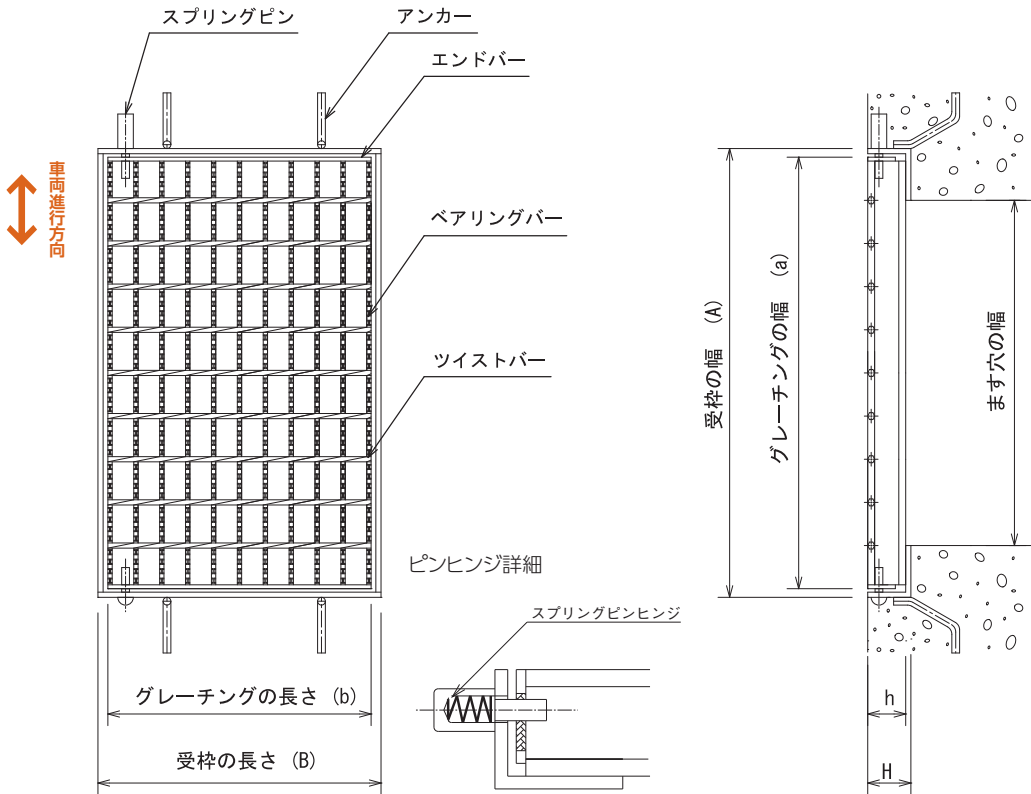 スプリングピン
アンカー
エンドバー
車両進行方向
ベアリングバー
ツイストバー
受枠の幅 (A)
グレーチングの幅 (a)
ます穴の幅
ピンヒンジ詳細
スプリングピンヒンジ
グレーチングの長さ (b)
受枠の長さ (B)
h
H